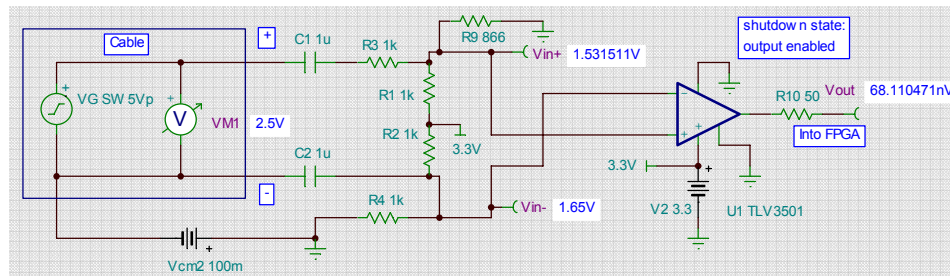 Cable
+
C1 1u
R3 1k
R9 866
Vin+
1.531511V
shutdown state:
output enabled
VG SW 5Vp
+
V
VM1
2.5V
R1 1k
R2 1k
3.3V
C2 1u
-
R4 1k
Vin-
1.65V
Vcm2 100m
+
-
+
+
R10 50
Vout
68.110471nV
Into FPGA
3.3V
+
V2 3.3
U1 TLV3501